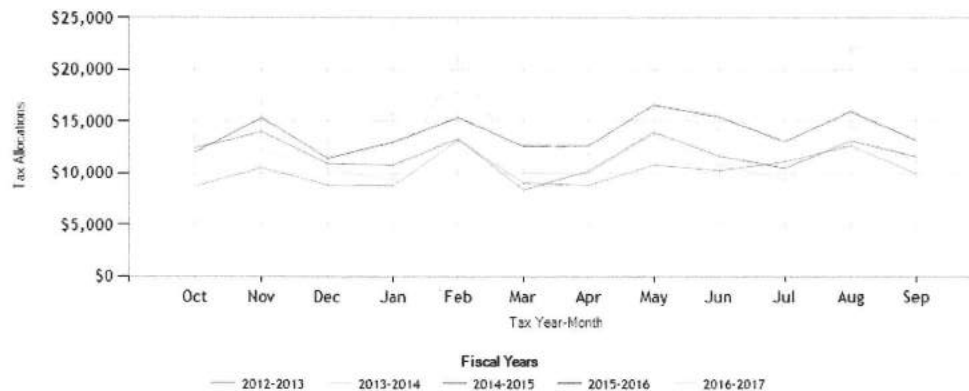 $25,000
$20,000
$15,000
$10,000
$5,000
$0
Tax Allocations
Oct Nov Dec Jan Feb Mar Apr May Jun Jul Aug Sep
Tax Year-Month
Fiscal Years
2012-2013 2013-2014 2014-2015 2015-2016 2016-2017